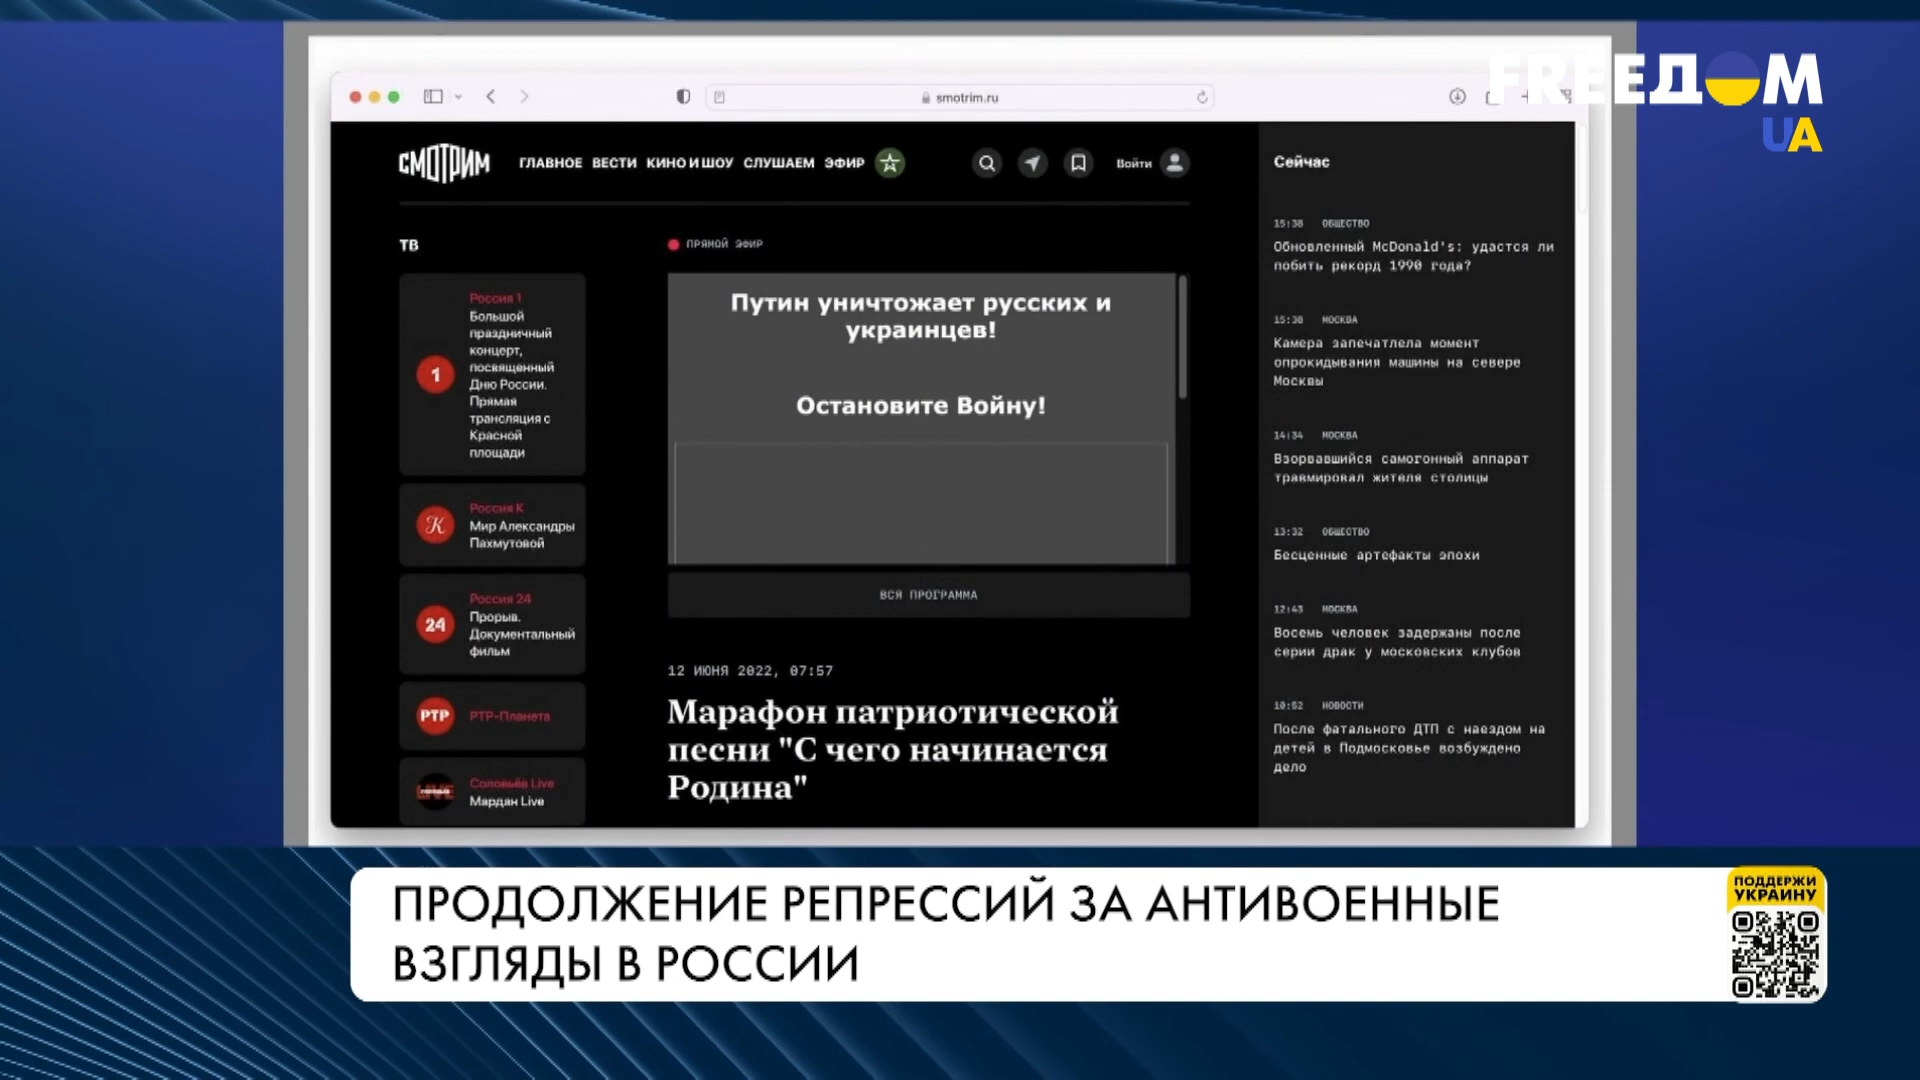 FREEДOM
UA
smotrim.ru
СМОТРИМ
ГЛАВНОЕ ВЕСТИ КИНО И ШОУ СЛУШАЕМ ЭФИР
Войти
ТВ
Россия 1
Большой
праздничный
концерт,
посвященный
Дню России.
Прямая
трансляция с
Красной
площади
1
Россия К
Мир Александры
Пахмутовой
К
Россия 24
Прорыв.
Документальный
фильм
24
РТР
РТР-Планета
Соловьёв Live
Мардан Live
LIVE
ПРЯМОЙ ЭФИР
Путин уничтожает русских и
украинцев!
Остановите Войну!
ВСЯ ПРОГРАММА
12 ИЮНЯ 2022, 07:57
Марафон патриотической
песни "С чего начинается
Родина"
Сейчас
15:38 ОБЩЕСТВО
Обновленный McDonald's: удастся ли
побить рекорд 1990 года?
15:30 МОСКВА
Камера запечатлела момент
опрокидывания машины на севере
Москвы
14:34 МОСКВА
Взорвавшийся самогонный аппарат
травмировал жителя столицы
13:32 ОБЩЕСТВО
Бесценные артефакты эпохи
12:43 МОСКВА
Восемь человек задержаны после
серии драк у московских клубов
10:52 НОВОСТИ
После фатального ДТП с наездом на
детей в Подмосковье возбуждено
дело
ПРОДОЛЖЕНИЕ РЕПРЕССИЙ ЗА АНТИВОЕННЫЕ
ВЗГЛЯДЫ В РОССИИ
ПОДДЕРЖИ
УКРАИНУ